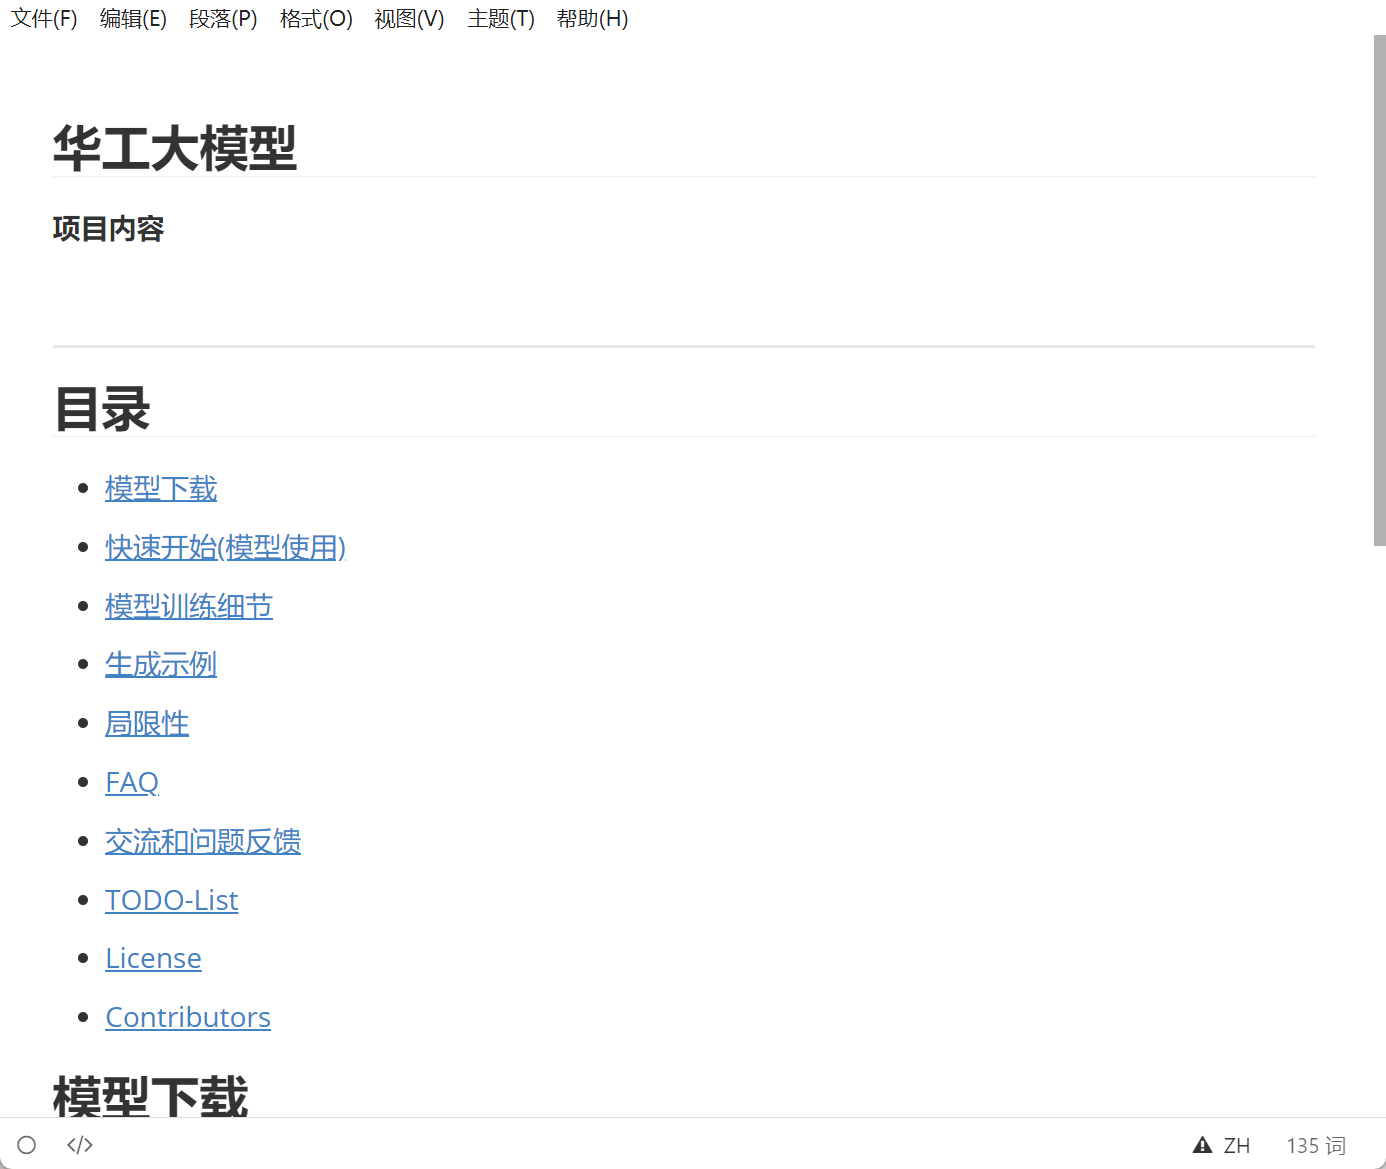 文件(F) 编辑(E) 段落(P) 格式(O) 视图(V) 主题(T) 帮助(H)
华工大模型
项目内容
目录
模型下载
快速开始(模型使用)
模型训练细节
生成示例
局限性
FAQ
交流和问题反馈
TODO-List
License
Contributors
模型下载
</> ZH 135 词